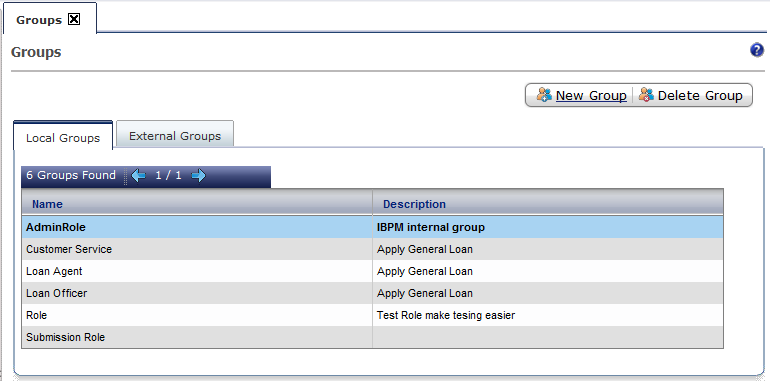 Groups
Groups
New Group Delete Group
Local Groups External Groups
6 Groups Found 1 / 1
Name Description
AdminRole IBPM internal group
Customer Service Apply General Loan
Loan Agent Apply General Loan
Loan Officer Apply General Loan
Role Test Role make tesing easier
Submission Role